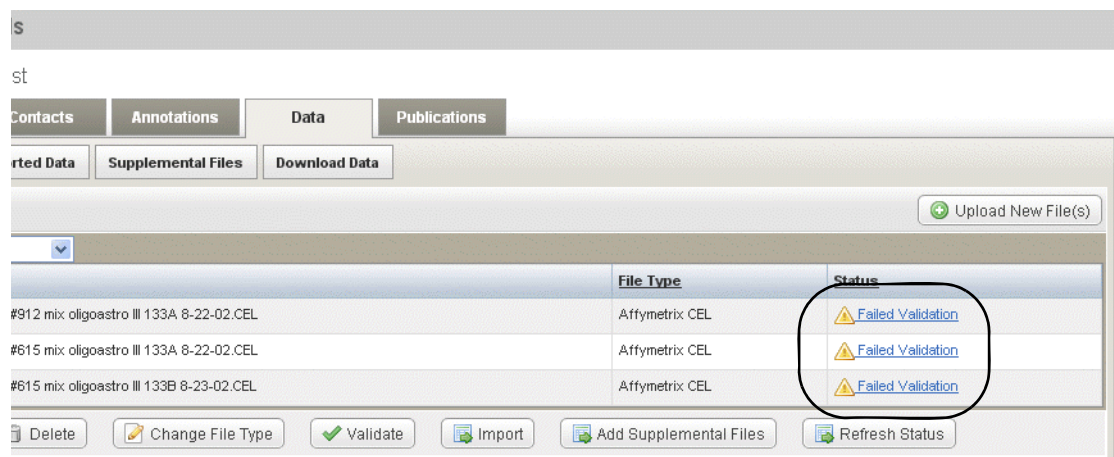 ls
st
Contacts Annotations Data Publications
rted Data Supplemental Files Download Data
Upload New File(s)
File Type Status
#912 mix oligoastro III 133A 8-22-02.CEL Affymetrix CEL Failed Validation
#615 mix oligoastro III 133A 8-22-02.CEL Affymetrix CEL Failed Validation
#615 mix oligoastro III 133B 8-23-02.CEL Affymetrix CEL Failed Validation
Delete Change File Type Validate Import Add Supplemental Files Refresh Status